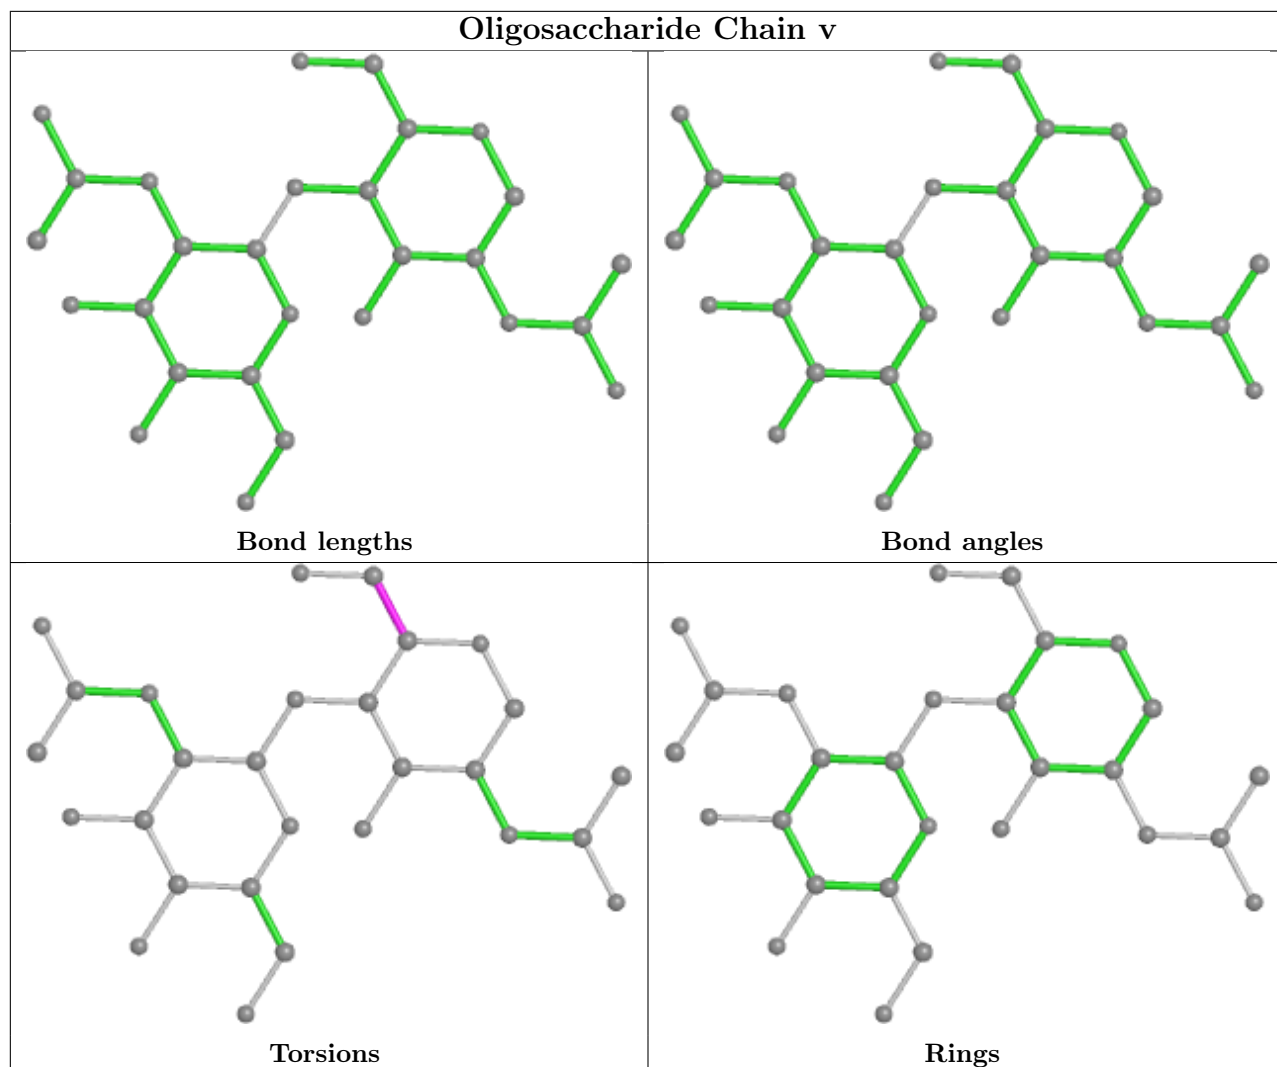 Oligosaccharide Chain v
Bond lengths
Bond angles
Torsions
Rings